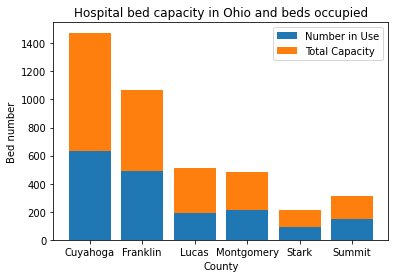 Hospital bed capacity in Ohio and beds occupied
Number in Use
Total Capacity
1400
1200
1000
800
600
400
200
0
Bed number
Cuyahoga Franklin Lucas Montgomery Stark Summit
County